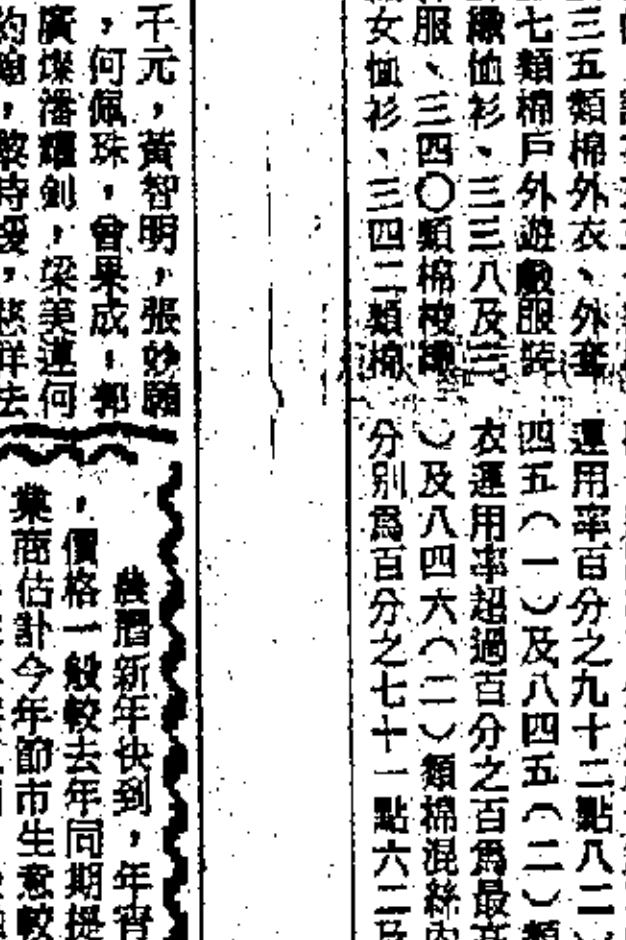 三五類棉外衣、外套
七類棉戶外遊戲服裝
織恤衫、三三八及三
服、三四〇類棉梭織
女恤衫、三四二類棉
運用率百分之九十二點八二、
四五(一)及八四五(二)類
衣運用率超過百分之百為最高
)及八四六(二)類棉混絲內
分別為百分之七十一點六二及
千元,黃智明,張妙顏
,何佩珠,曾果成,郭
廣燦潘耀釗,梁美蓮何
農曆新年快到,年宵
,價格一般較去年同期提
業商估計今年節市生意較